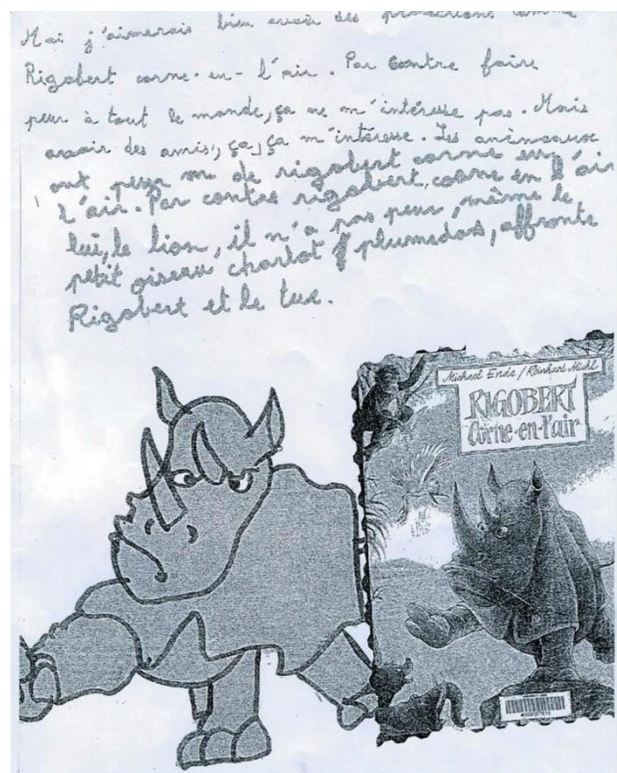 Moi j'aimerais bien avoir des protections comme
Rigobert corne-en-l'air. Par contre faire
peur à tout le monde, ça ne m'intéresse pas. Mais
avoir des amis, ça, ça m'intéresse. Les animaux
ont peur de rigobert corne en
l'air. Par contre rigobert, corne en l'air
lui, le lion, il n'a pas peur, même le
petit oiseau charlot plumedos, affronte
Rigobert et le tue.
Michael Ende / Reinhard Michl
RIGOBERT
Corne-en-l'air